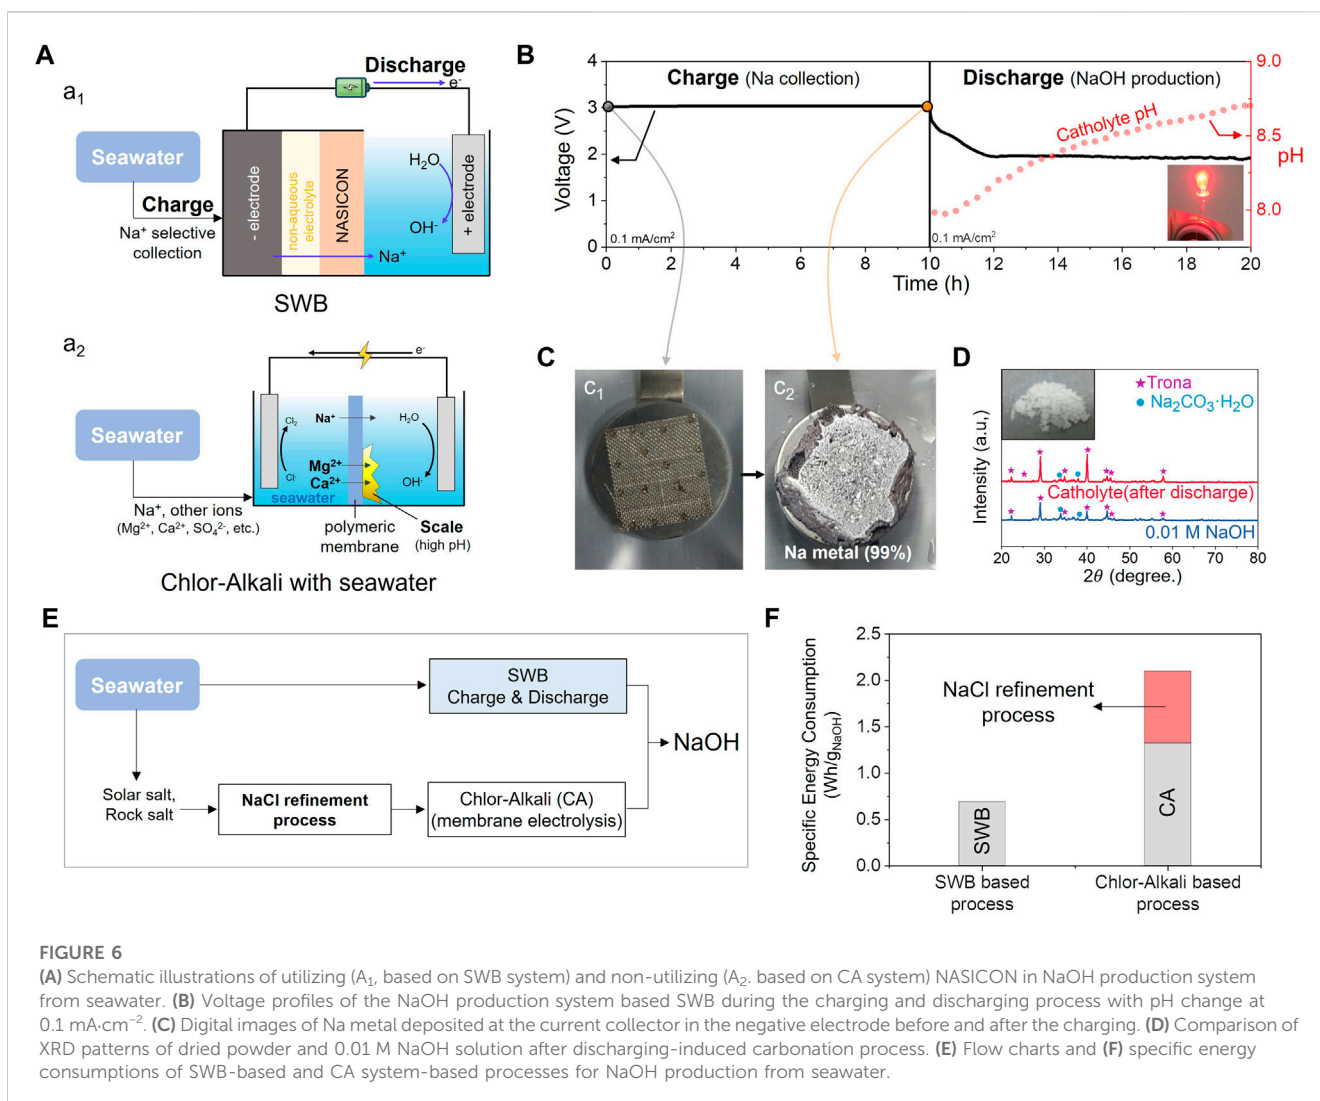 A
a1
Discharge
e-
Seawater
Charge
Na+ selective
collection
- electrode
non-aqueous
electrolyte
NASICON
H2O
OH-
Na+
+ electrode
SWB
a2
e-
Seawater
Na+, other ions
(Mg2+, Ca2+, SO42-, etc.)
Cl2
Cl-
Na+
Mg2+
Ca2+
seawater
H2O
OH-
polymeric
membrane
Scale
(high pH)
Chlor-Alkali with seawater
B
Charge (Na collection)
Discharge (NaOH production)
Catholyte pH
Voltage (V)
4
3
2
1
0
0.1 mA/cm2
0.1 mA/cm2
9.0
8.5
8.0
pH
0 2 4 6 8 10 12 14 16 18 20
Time (h)
C
C1
C2
Na metal (99%)
D
Trona
Na2CO3·H2O
Intensity (a.u,)
Catholyte(after discharge)
0.01 M NaOH
20 30 40 50 60 70 80
2θ (degree.)
E
Seawater
SWB
Charge & Discharge
NaOH
Solar salt,
Rock salt
NaCl refinement
process
Chlor-Alkali (CA)
(membrane electrolysis)
F
Specific Energy Consumption
(Wh/gNaOH)
2.5
2.0
1.5
1.0
0.5
0.0
NaCl refinement
process
SWB
CA
SWB based
process
Chlor-Alkali based
process
FIGURE 6
(A) Schematic illustrations of utilizing (A1, based on SWB system) and non-utilizing (A2. based on CA system) NASICON in NaOH production system
from seawater. (B) Voltage profiles of the NaOH production system based SWB during the charging and discharging process with pH change at
0.1 mA·cm−2. (C) Digital images of Na metal deposited at the current collector in the negative electrode before and after the charging. (D) Comparison of
XRD patterns of dried powder and 0.01 M NaOH solution after discharging-induced carbonation process. (E) Flow charts and (F) specific energy
consumptions of SWB-based and CA system-based processes for NaOH production from seawater.